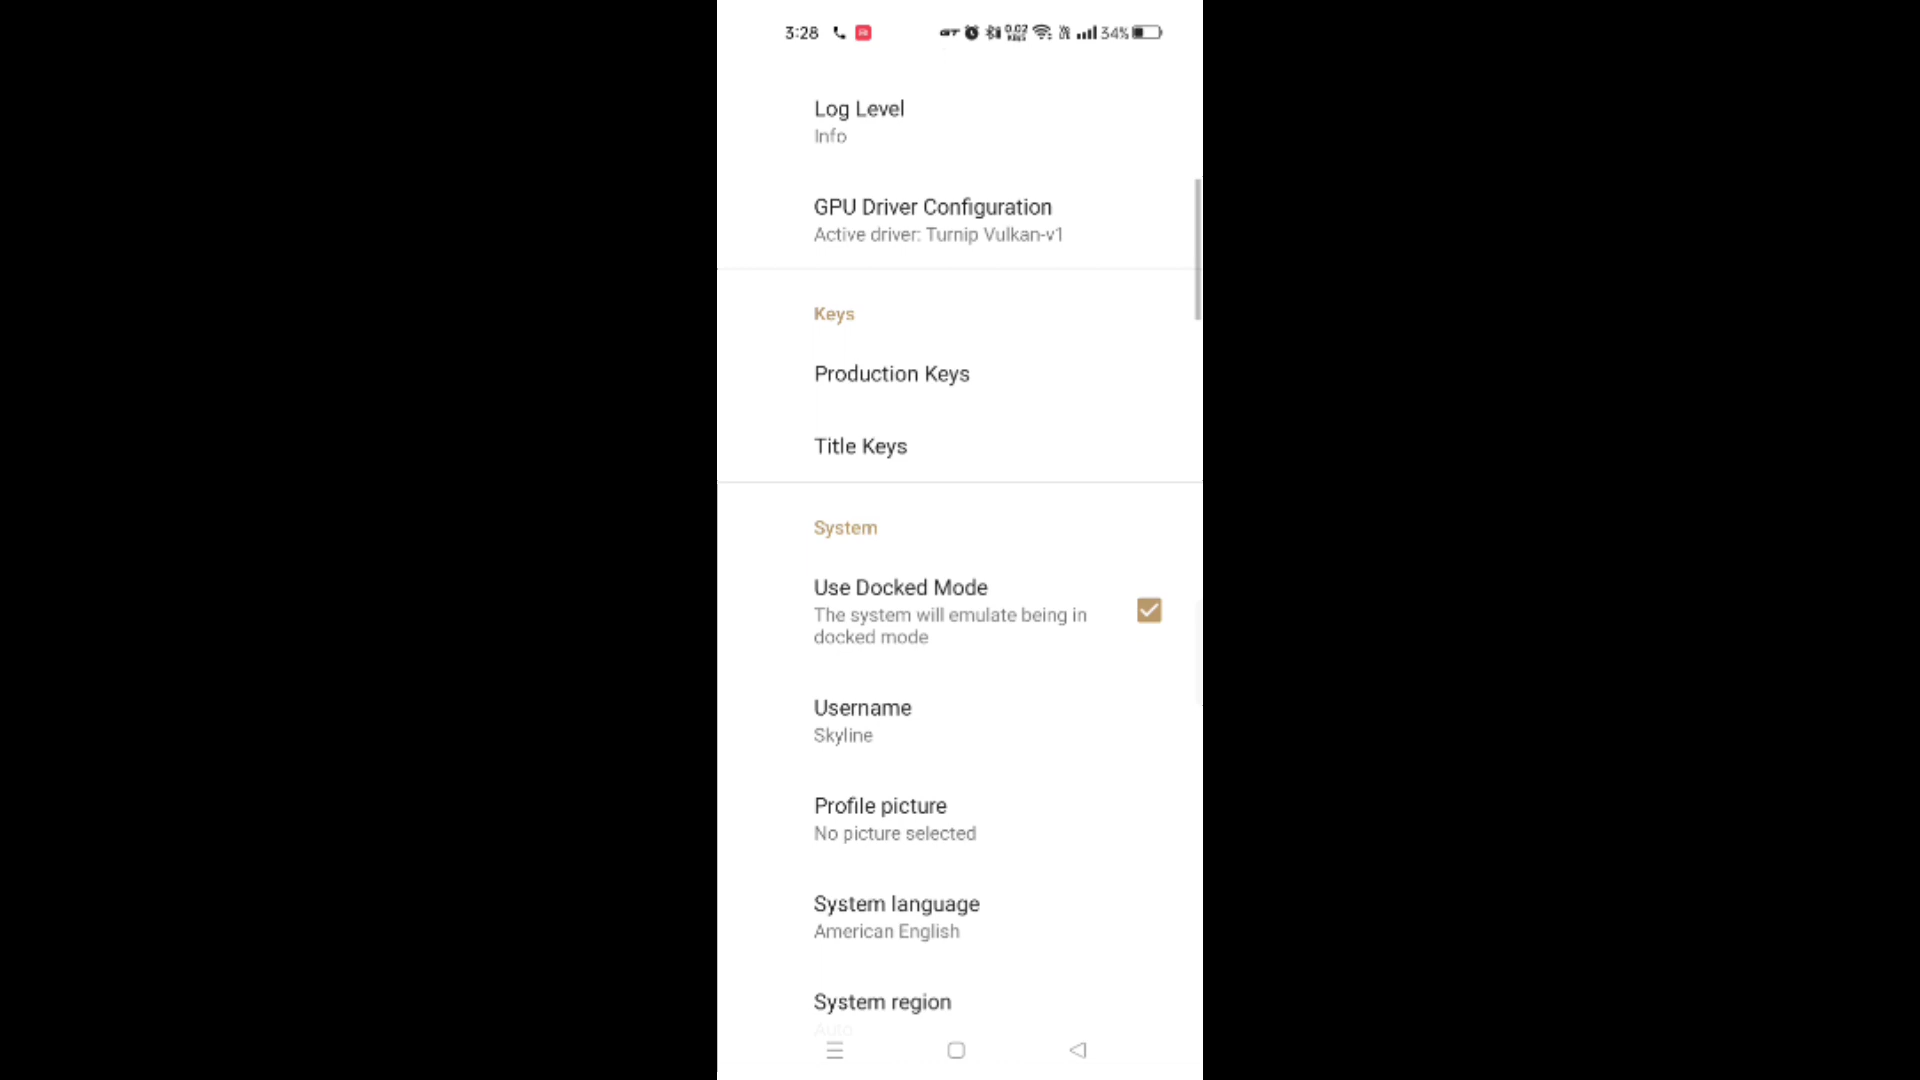 3:28 34%
Log Level
Info
GPU Driver Configuration
Active driver: Turnip Vulkan-v1
Keys
Production Keys
Title Keys
System
Use Docked Mode
The system will emulate being in
docked mode
Username
Skyline
Profile picture
No picture selected
System language
American English
System region
Auto